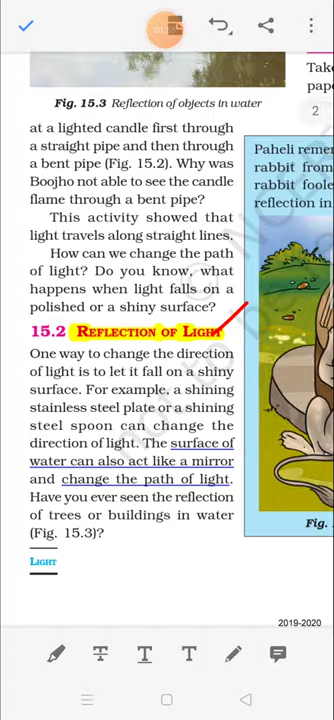 Fig. 15.3 Reflection of objects in water
at a lighted candle first through
a straight pipe and then through
a bent pipe (Fig. 15.2). Why was
Boojho not able to see the candle
flame through a bent pipe?
This activity showed that
light travels along straight lines.
How can we change the path
of light? Do you know, what
happens when light falls on a
polished or a shiny surface?
15.2 REFLECTION OF LIGHT
One way to change the direction
of light is to let it fall on a shiny
surface. For example, a shining
stainless steel plate or a shining
steel spoon can change the
direction of light. The surface of
water can also act like a mirror
and change the path of light.
Have you ever seen the reflection
of trees or buildings in water
(Fig. 15.3)?
LIGHT
Take
pape
2
Paheli reme
rabbit from
rabbit foole
reflection in
Fig.
2019-2020